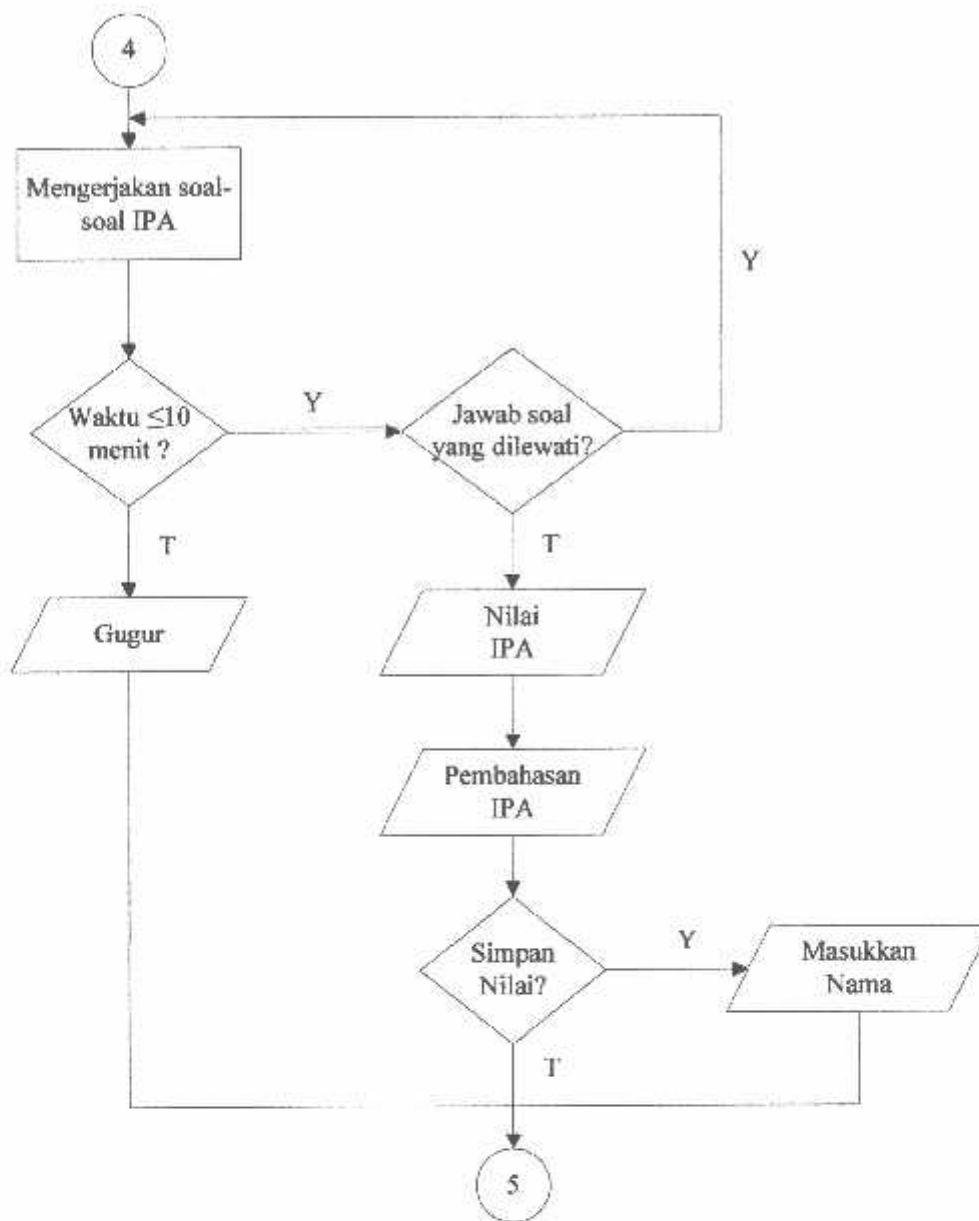 4
Mengerjakan soal-
soal IPA
Y
Waktu ≤10
menit ?
Y
Jawab soal
yang dilewati?
T
T
Gugur
Nilai
IPA
Pembahasan
IPA
Simpan
Nilai?
Y
Masukkan
Nama
T
5